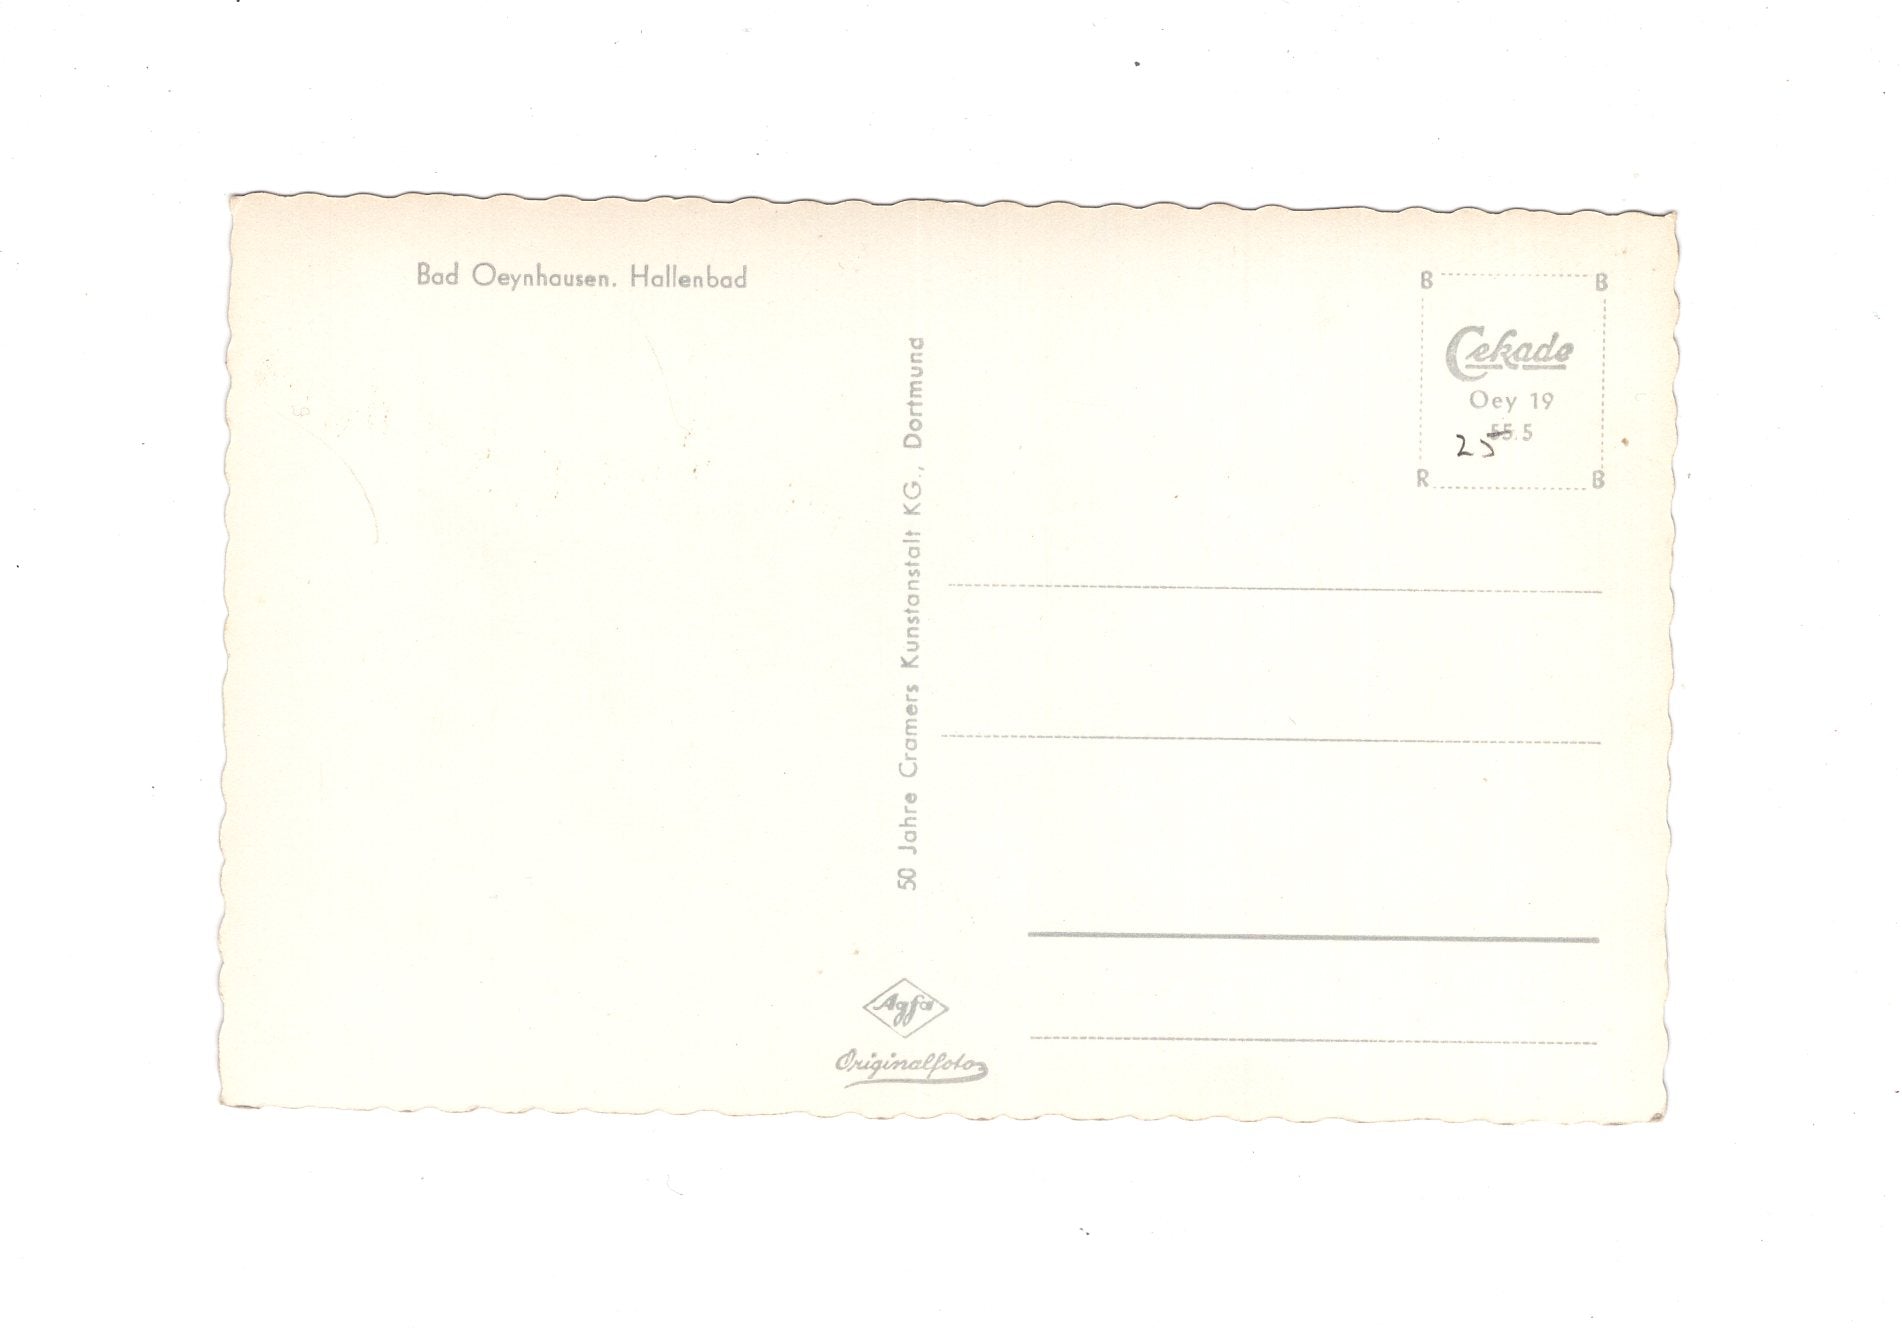 Bad Oeynhausen. Hallenbad
50 Jahre Cramers Kunstanstalt KG., Dortmund
Agfa
Originalfoto
B B
Cekade
Oey 19
55.5
25
R B